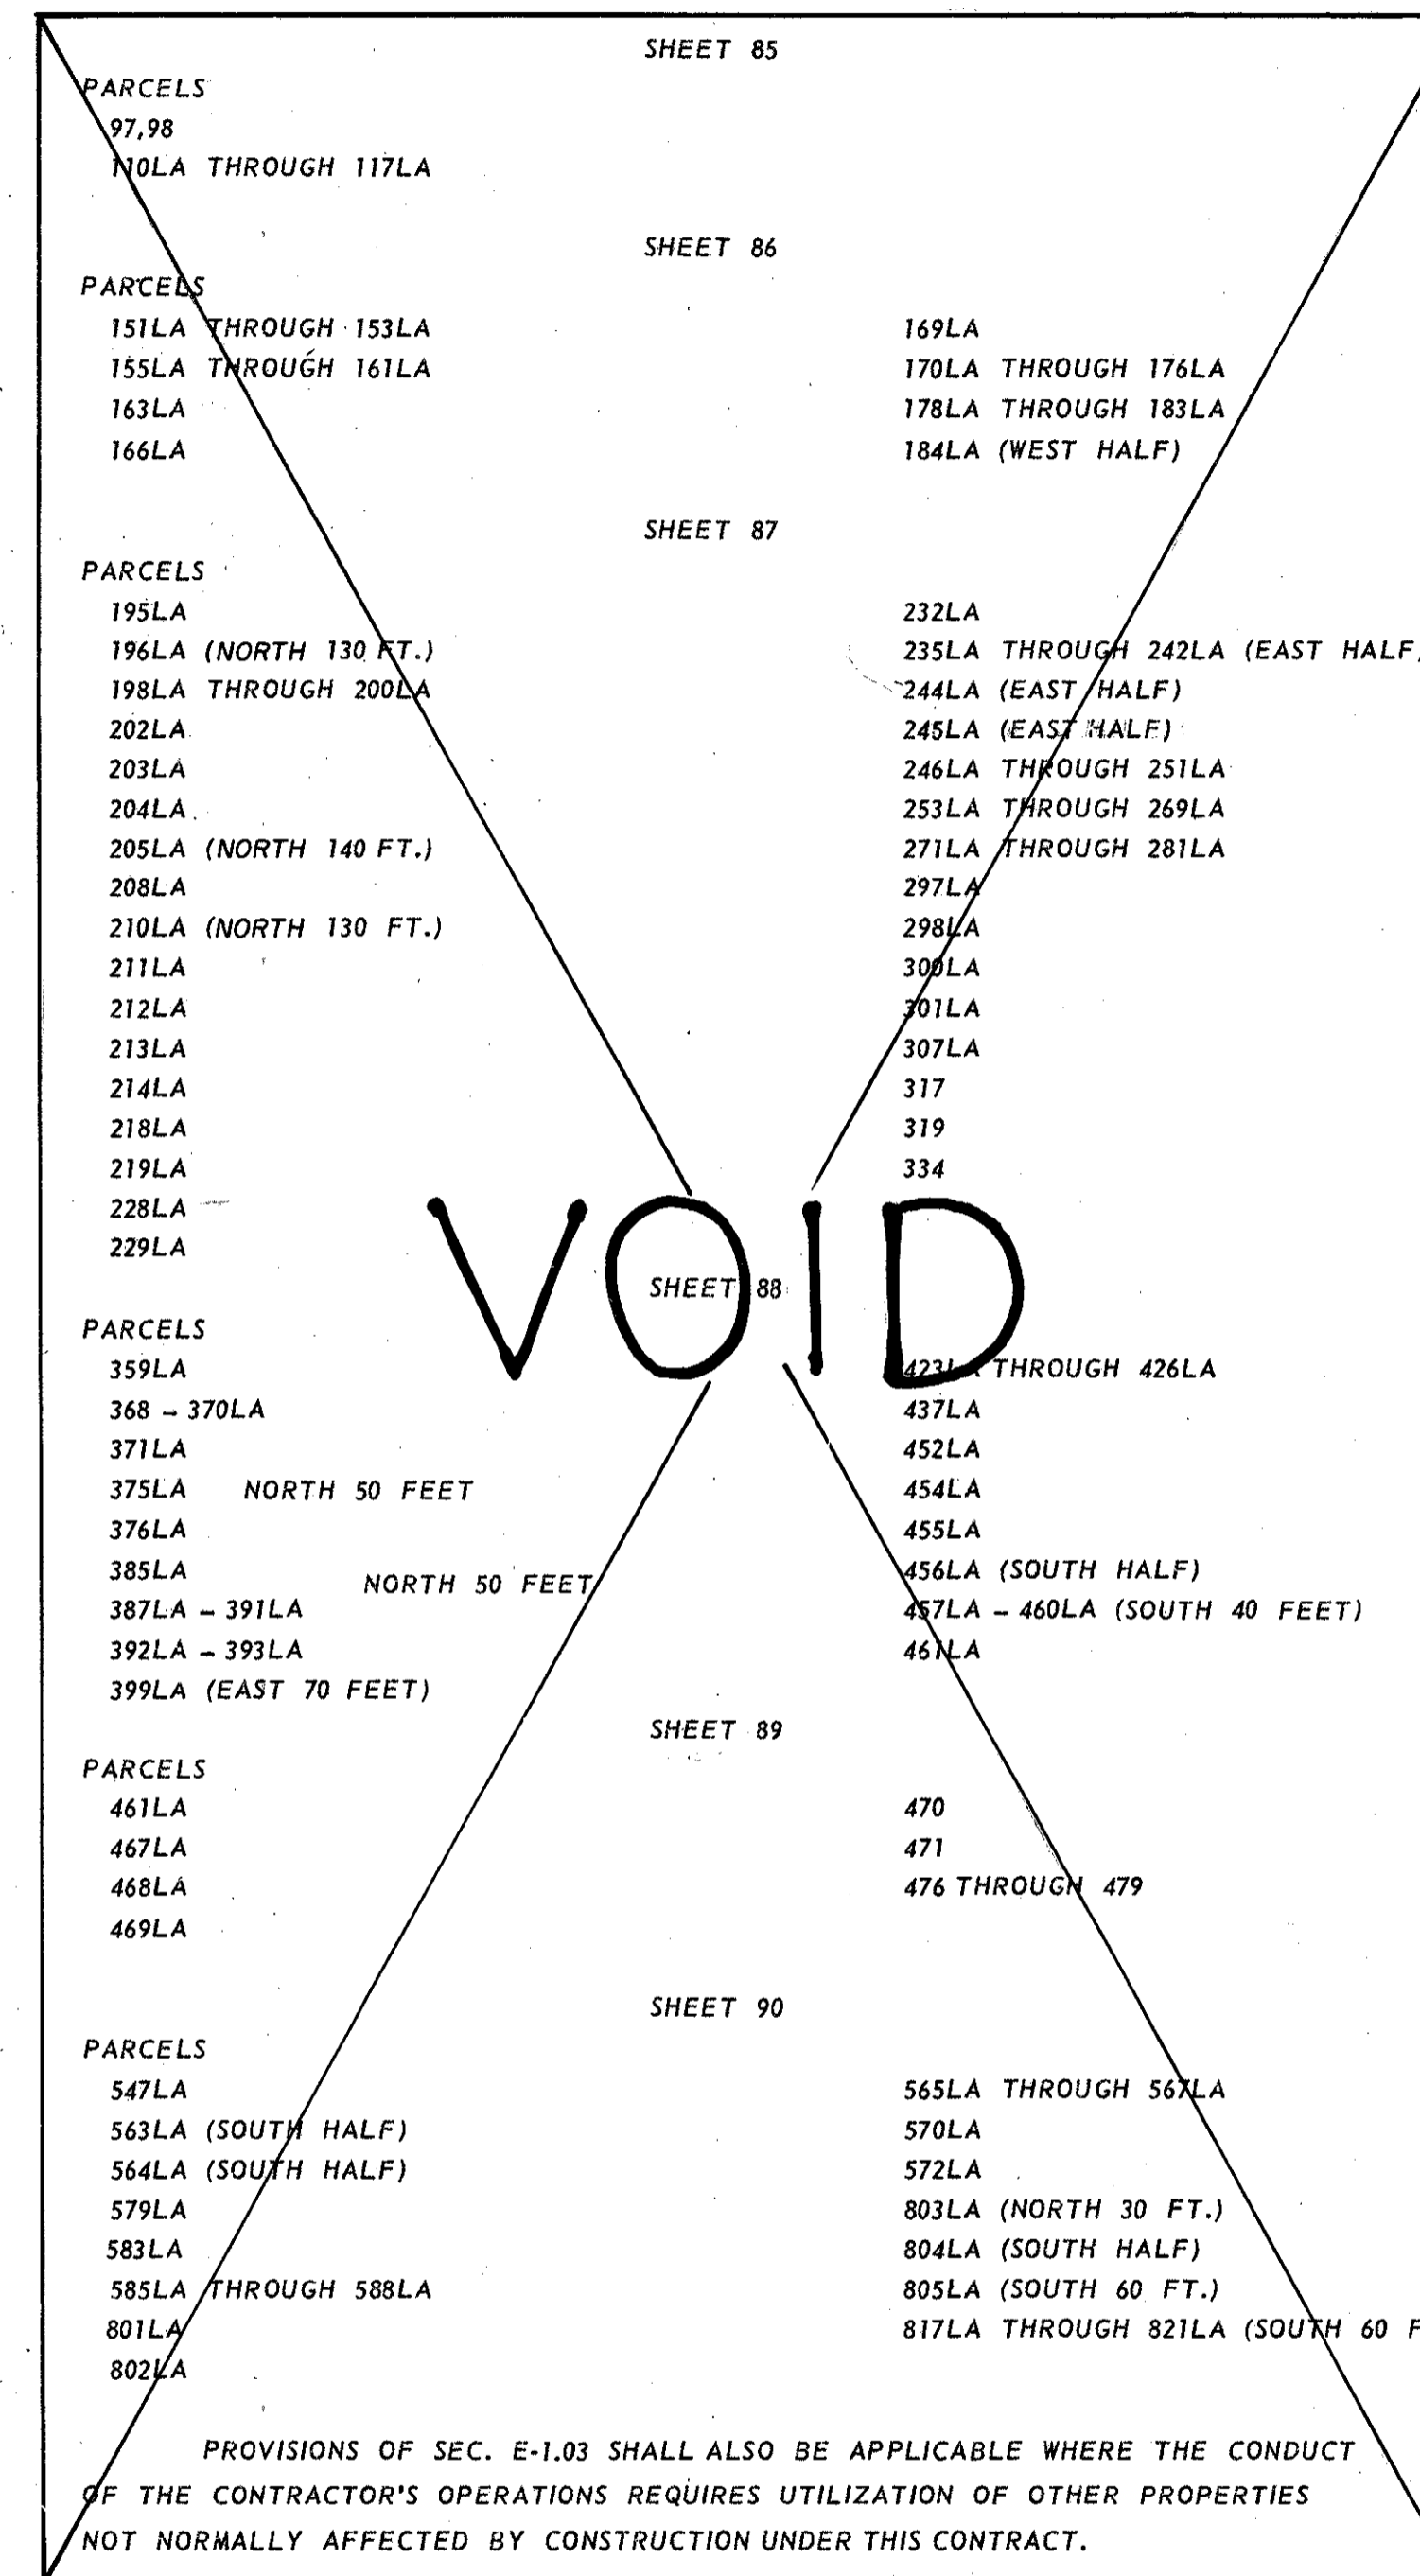 SHEET 85
PARCELS
97,98
110LA THROUGH 117LA
SHEET 86
PARCELS
151LA THROUGH 153LA
155LA THROUGH 161LA
163LA
166LA
169LA
170LA THROUGH 176LA
178LA THROUGH 183LA
184LA (WEST HALF)
SHEET 87
PARCELS
195LA
196LA (NORTH 130 FT.)
198LA THROUGH 200LA
202LA
203LA
204LA
205LA (NORTH 140 FT.)
208LA
210LA (NORTH 130 FT.)
211LA
212LA
213LA
214LA
218LA
219LA
228LA
229LA
232LA
235LA THROUGH 242LA (EAST HALF)
244LA (EAST HALF)
245LA (EAST HALF)
246LA THROUGH 251LA
253LA THROUGH 269LA
271LA THROUGH 281LA
297LA
298LA
300LA
301LA
307LA
317
319
334
VOID
SHEET 88
PARCELS
359LA
368 - 370LA
371LA
375LA NORTH 50 FEET
376LA
385LA
NORTH 50 FEET
387LA - 391LA
392LA - 393LA
399LA (EAST 70 FEET)
423LA THROUGH 426LA
437LA
452LA
454LA
455LA
456LA (SOUTH HALF)
457LA - 460LA (SOUTH 40 FEET)
461LA
SHEET 89
PARCELS
461LA
467LA
468LA
469LA
470
471
476 THROUGH 479
SHEET 90
PARCELS
547LA
563LA (SOUTH HALF)
564LA (SOUTH HALF)
579LA
583LA
585LA THROUGH 588LA
801LA
802LA
565LA THROUGH 567LA
570LA
572LA
803LA (NORTH 30 FT.)
804LA (SOUTH HALF)
805LA (SOUTH 60 FT.)
817LA THROUGH 821LA (SOUTH 60 F
PROVISIONS OF SEC. E-1.03 SHALL ALSO BE APPLICABLE WHERE THE CONDUCT
OF THE CONTRACTOR'S OPERATIONS REQUIRES UTILIZATION OF OTHER PROPERTIES
NOT NORMALLY AFFECTED BY CONSTRUCTION UNDER THIS CONTRACT.